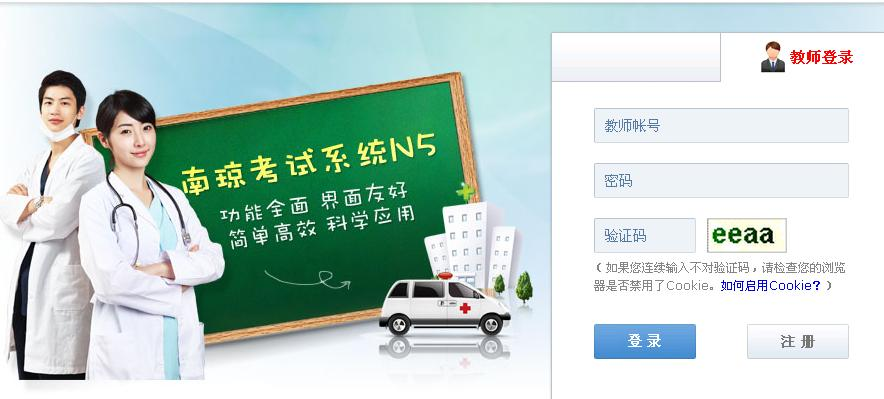 南琼考试系统N5
功能全面 界面友好
简单高效 科学应用
教师登录
教师帐号
密码
验证码
eeaa
(如果您连续输入不对验证码，请检查您的浏览
器是否禁用了Cookie。如何启用Cookie？)
登 录
注 册